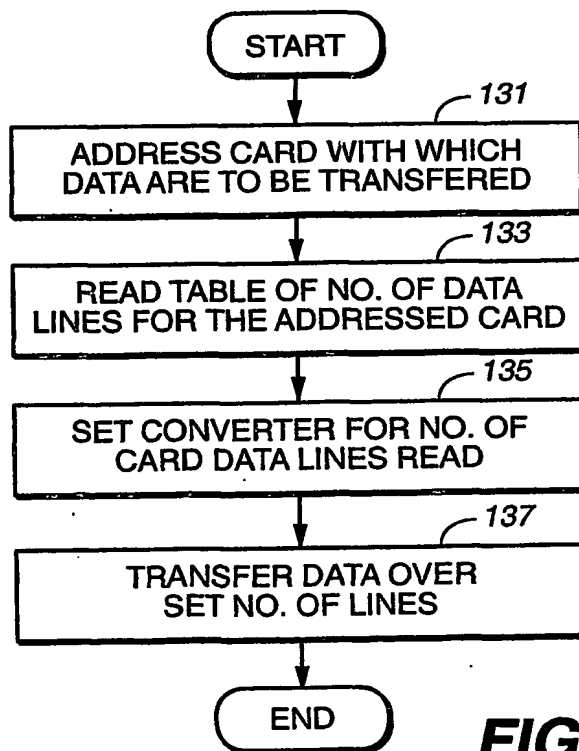 START
131
ADDRESS CARD WITH WHICH
DATA ARE TO BE TRANSFERED
133
READ TABLE OF NO. OF DATA
LINES FOR THE ADDRESSED CARD
135
SET CONVERTER FOR NO. OF
CARD DATA LINES READ
137
TRANSFER DATA OVER
SET NO. OF LINES
END
FIG